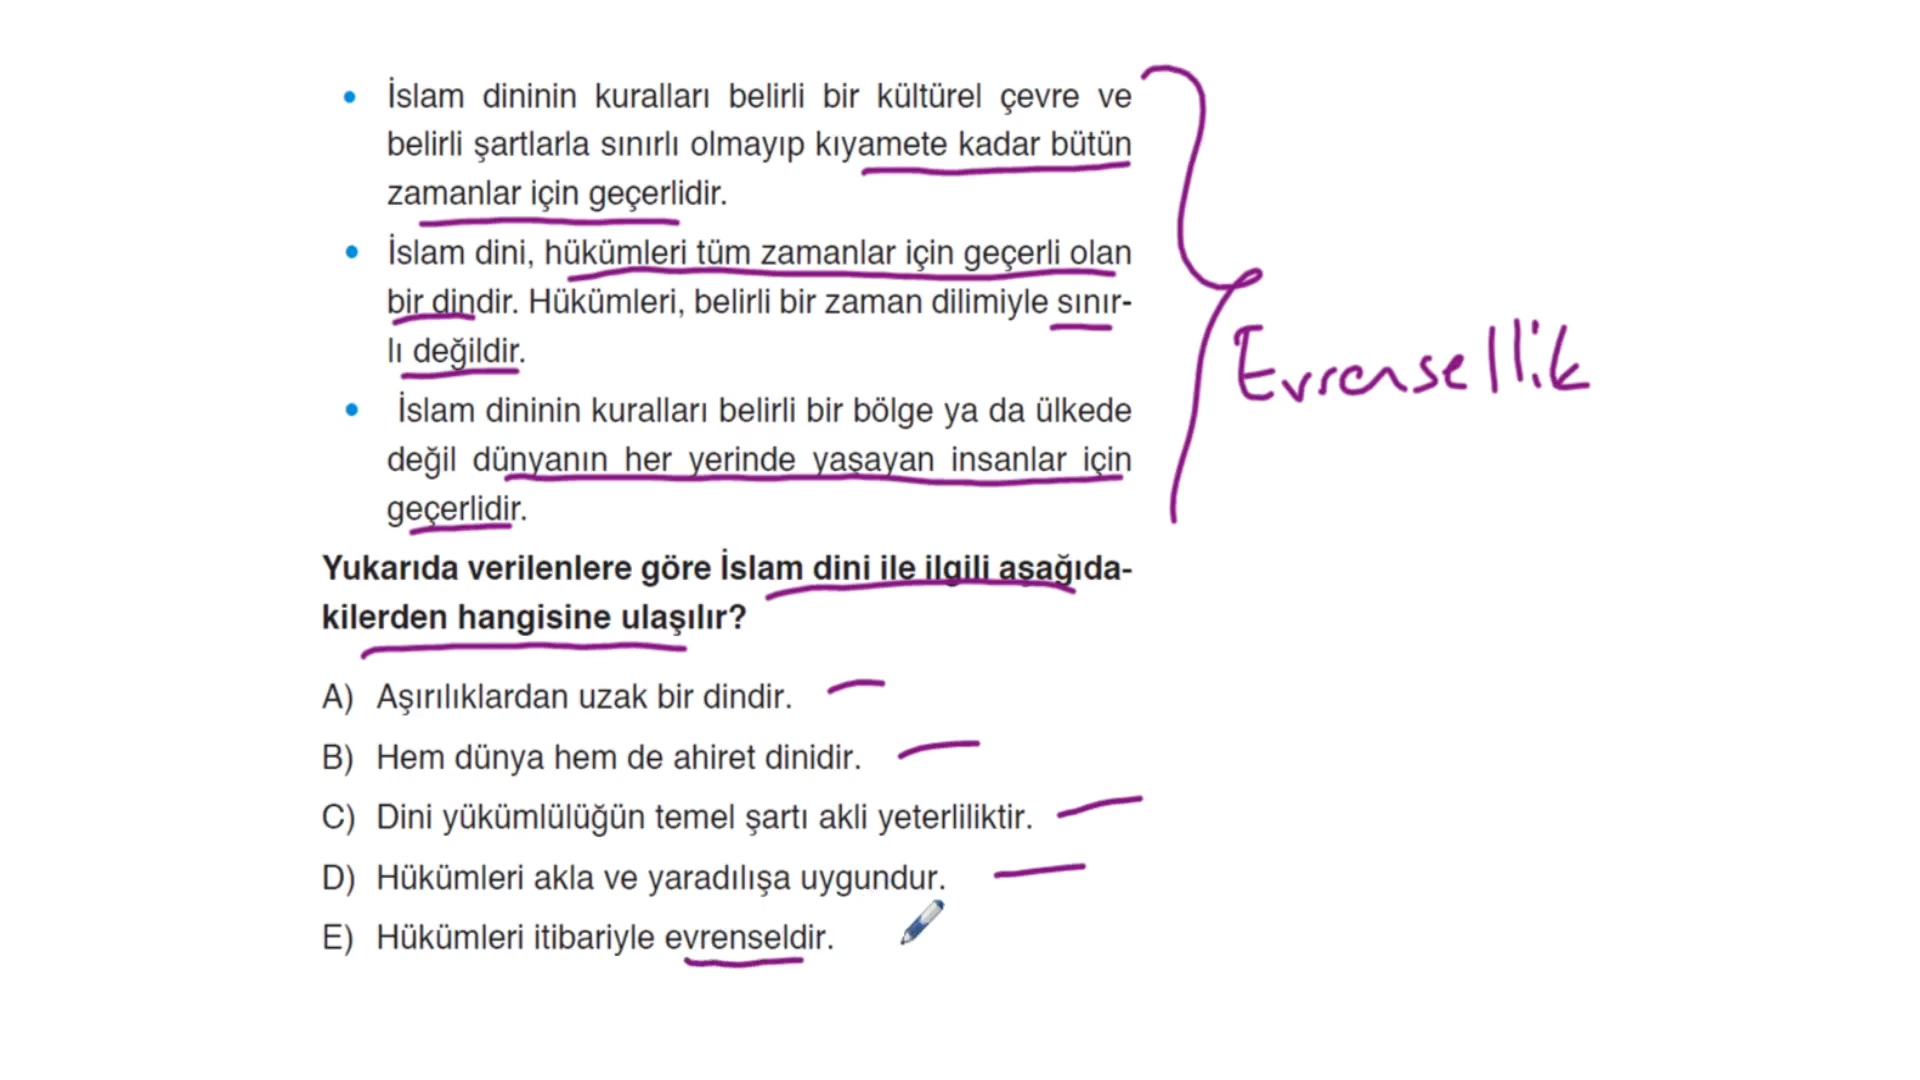 • İslam dininin kuralları belirli bir kültürel çevre ve
belirli şartlarla sınırlı olmayıp kıyamete kadar bütün
zamanlar için geçerlidir.
• İslam dini, hükümleri tüm zamanlar için geçerli olan
bir dindir. Hükümleri, belirli bir zaman dilimiyle sınır-
lı değildir.
• İslam dininin kuralları belirli bir bölge ya da ülkede
değil dünyanın her yerinde yaşayan insanlar için
geçerlidir.
Evrensellik
Yukarıda verilenlere göre İslam dini ile ilgili aşağıda-
kilerden hangisine ulaşılır?
A) Aşırılıklardan uzak bir dindir.
B) Hem dünya hem de ahiret dinidir.
C) Dini yükümlülüğün temel şartı akli yeterliliktir.
D) Hükümleri akla ve yaradılışa uygundur.
E) Hükümleri itibariyle evrenseldir.